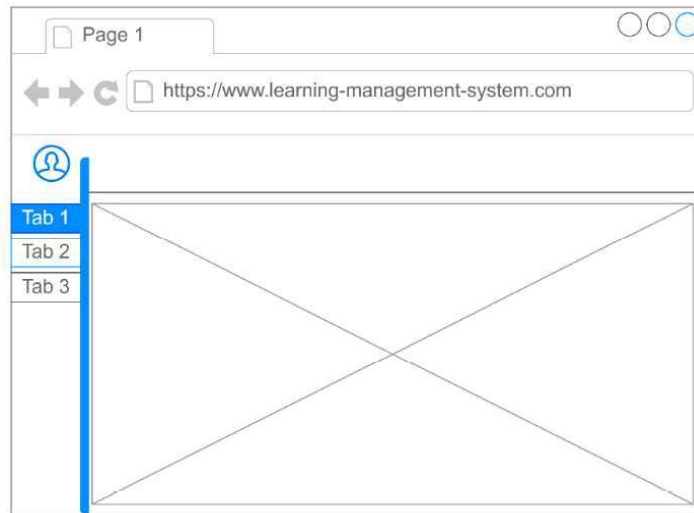 Page 1
https://www.learning-management-system.com
Tab 1
Tab 2
Tab 3